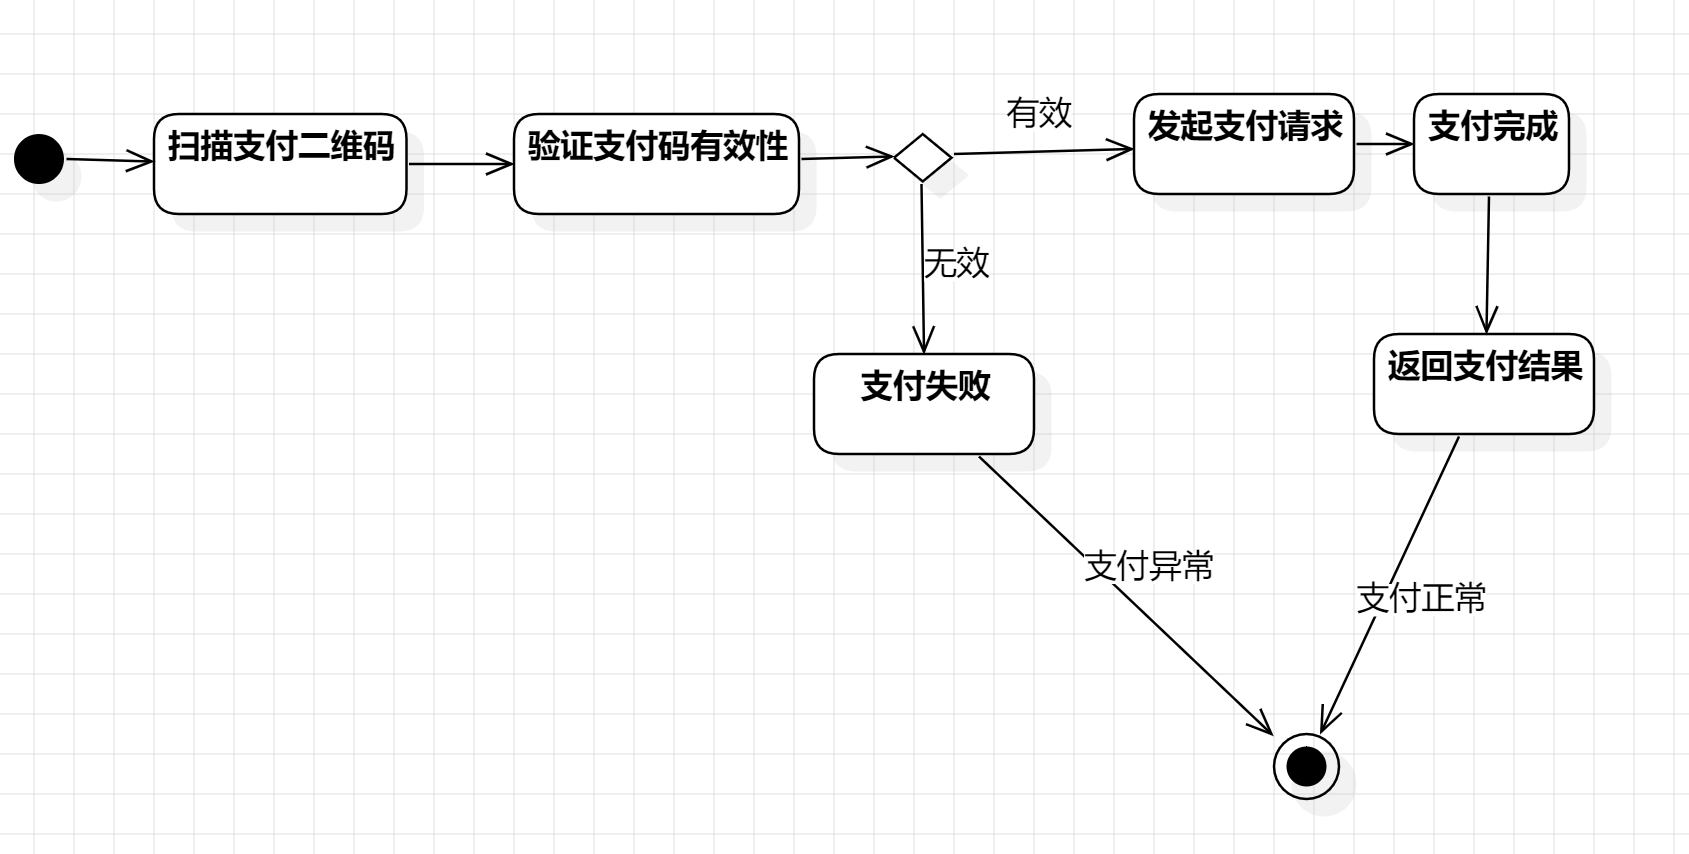 扫描支付二维码
验证支付码有效性
有效
发起支付请求
支付完成
无效
支付失败
返回支付结果
支付异常
支付正常